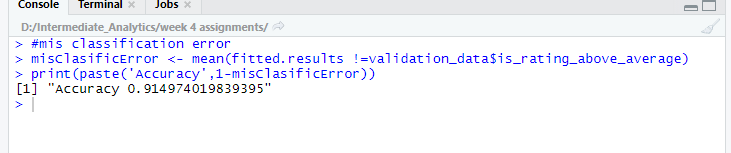 Console Terminal × Jobs ×
D:/Intermediate_Analytics/week 4 assignments/
> #mis classification error
> misClasificError <- mean(fitted.results !=validation_data$is_rating_above_average)
> print(paste('Accuracy',1-misClasificError))
[1] "Accuracy 0.914974019839395"
>